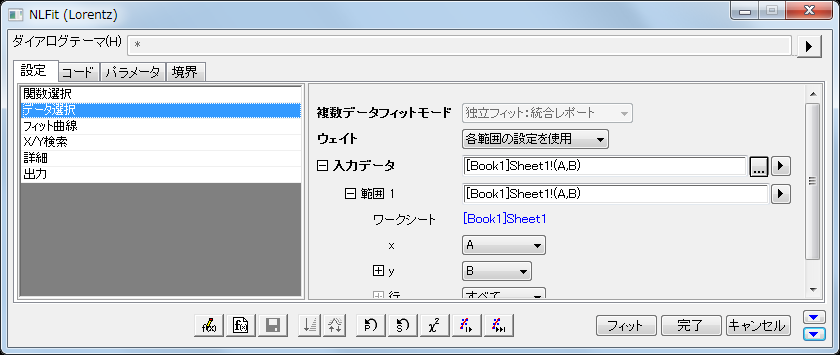 NLFit (Lorentz)
ダイアログテーマ(H) *
設定 コード パラメータ 境界
関数選択
データ選択
フィット曲線
X/Y検索
詳細
出力
複数データフィットモード 独立フィット:統合レポート
ウェイト 各範囲の設定を使用
入力データ [Book1]Sheet1!(A,B) ...
範囲 1 [Book1]Sheet1!(A,B)
ワークシート [Book1]Sheet1
x A
y B
行 すべて
f(x) P S χ²
フィット 完了 キャンセル